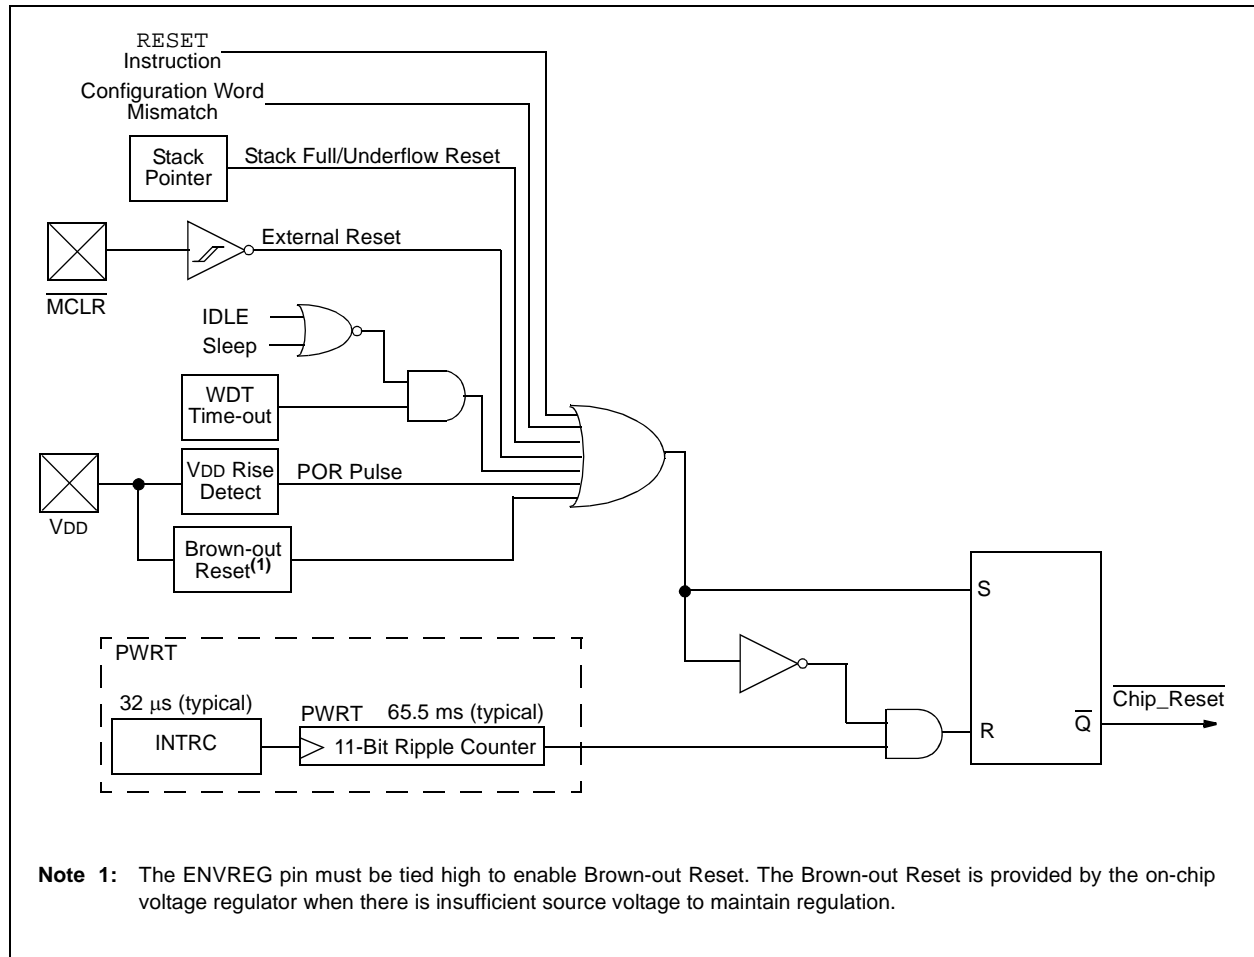 RESET
Instruction
Configuration Word
Mismatch
Stack
Pointer
Stack Full/Underflow Reset
External Reset
MCLR
IDLE
Sleep
WDT
Time-out
VDD Rise
Detect
POR Pulse
VDD
Brown-out
Reset(1)
S
PWRT
32 μs (typical)
PWRT
65.5 ms (typical)
INTRC
11-Bit Ripple Counter
R
Q
Chip_Reset
Note 1: The ENVREG pin must be tied high to enable Brown-out Reset. The Brown-out Reset is provided by the on-chip
voltage regulator when there is insufficient source voltage to maintain regulation.